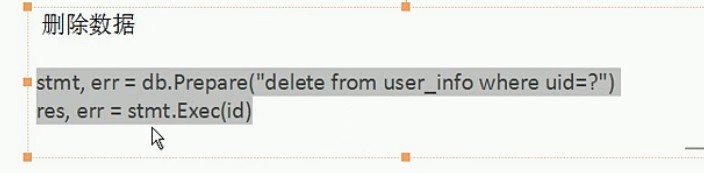 删除数据
stmt, err = db.Prepare("delete from user_info where uid=?")
res, err = stmt.Exec(id)